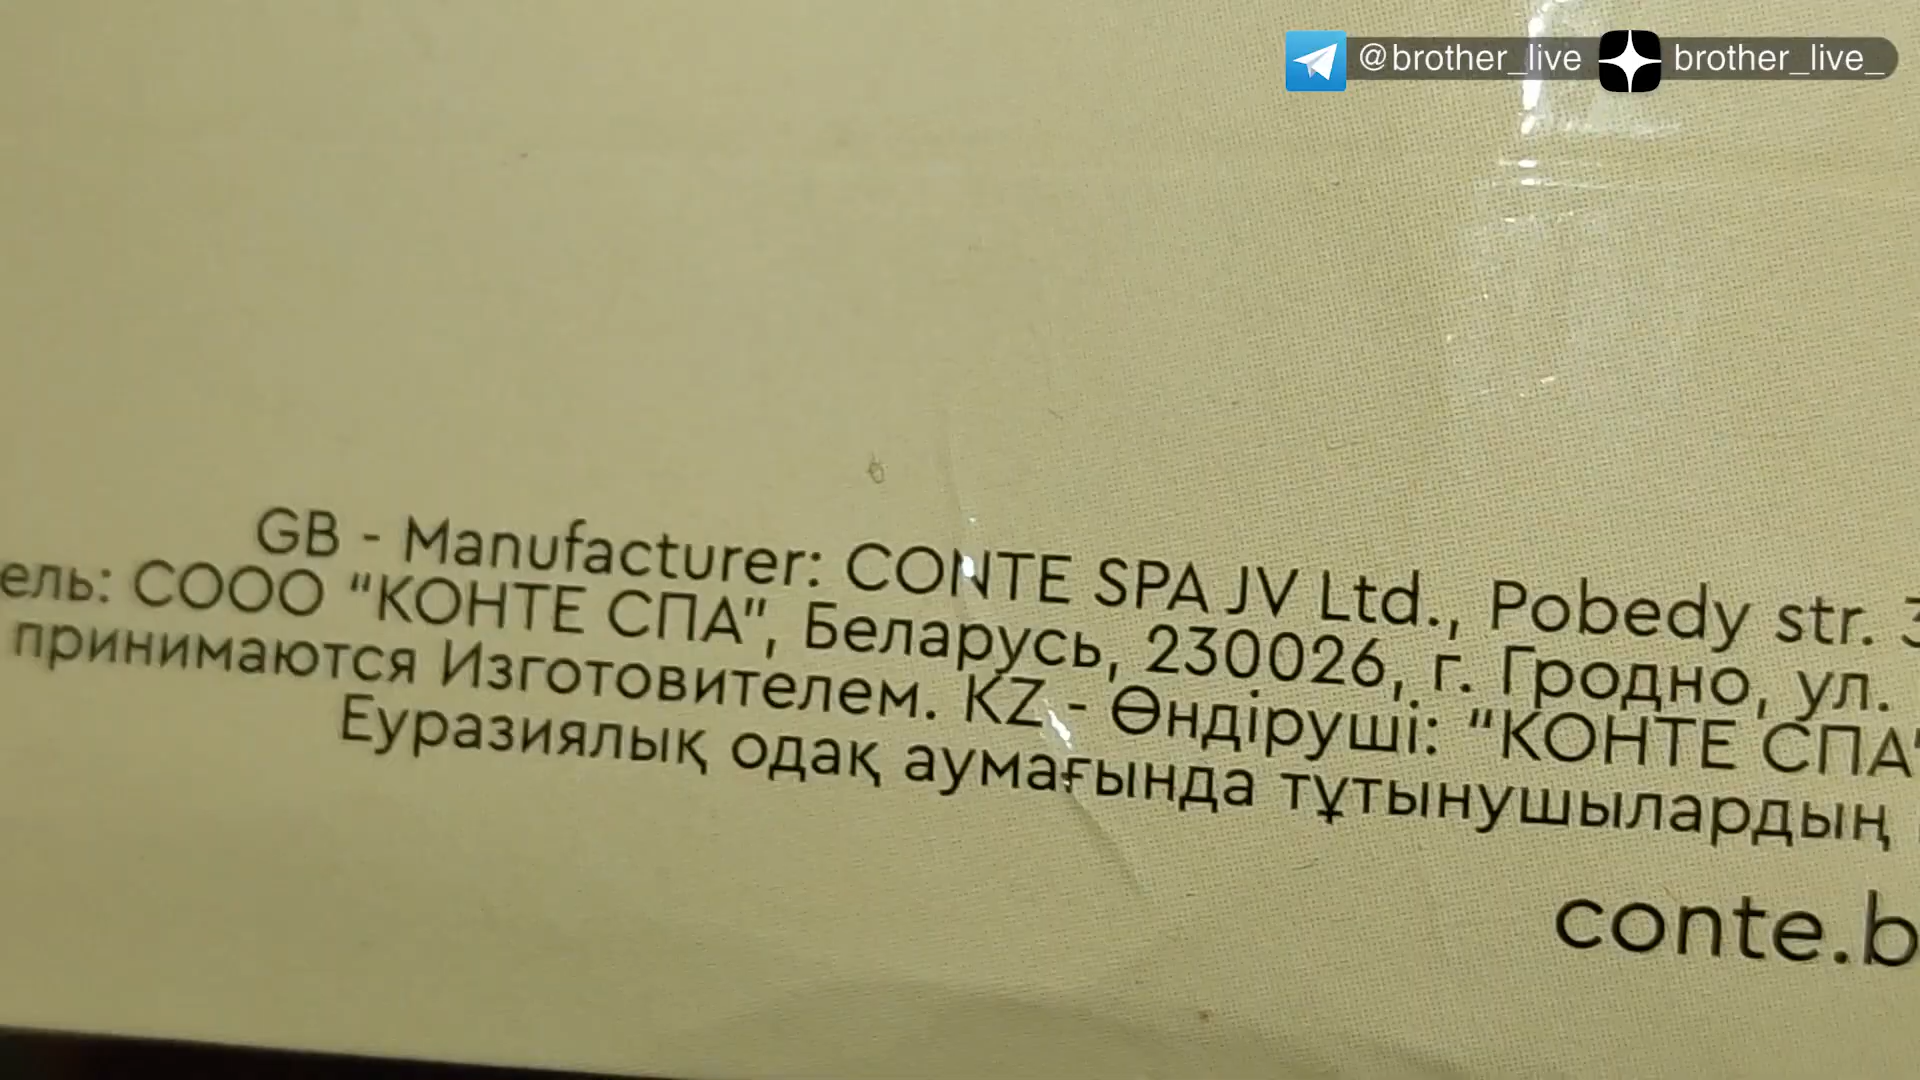 @brother_live brother_live_
GB - Manufacturer: CONTE SPA JV Ltd., Pobedy str. 3
ель: СООО “КОНТЕ СПА”, Беларусь, 230026, г. Гродно, ул.
принимаются Изготовителем. KZ - Өндіруші: “КОНТЕ СПА”
Еуразиялық одақ аумағында тұтынушылардың
conte.b